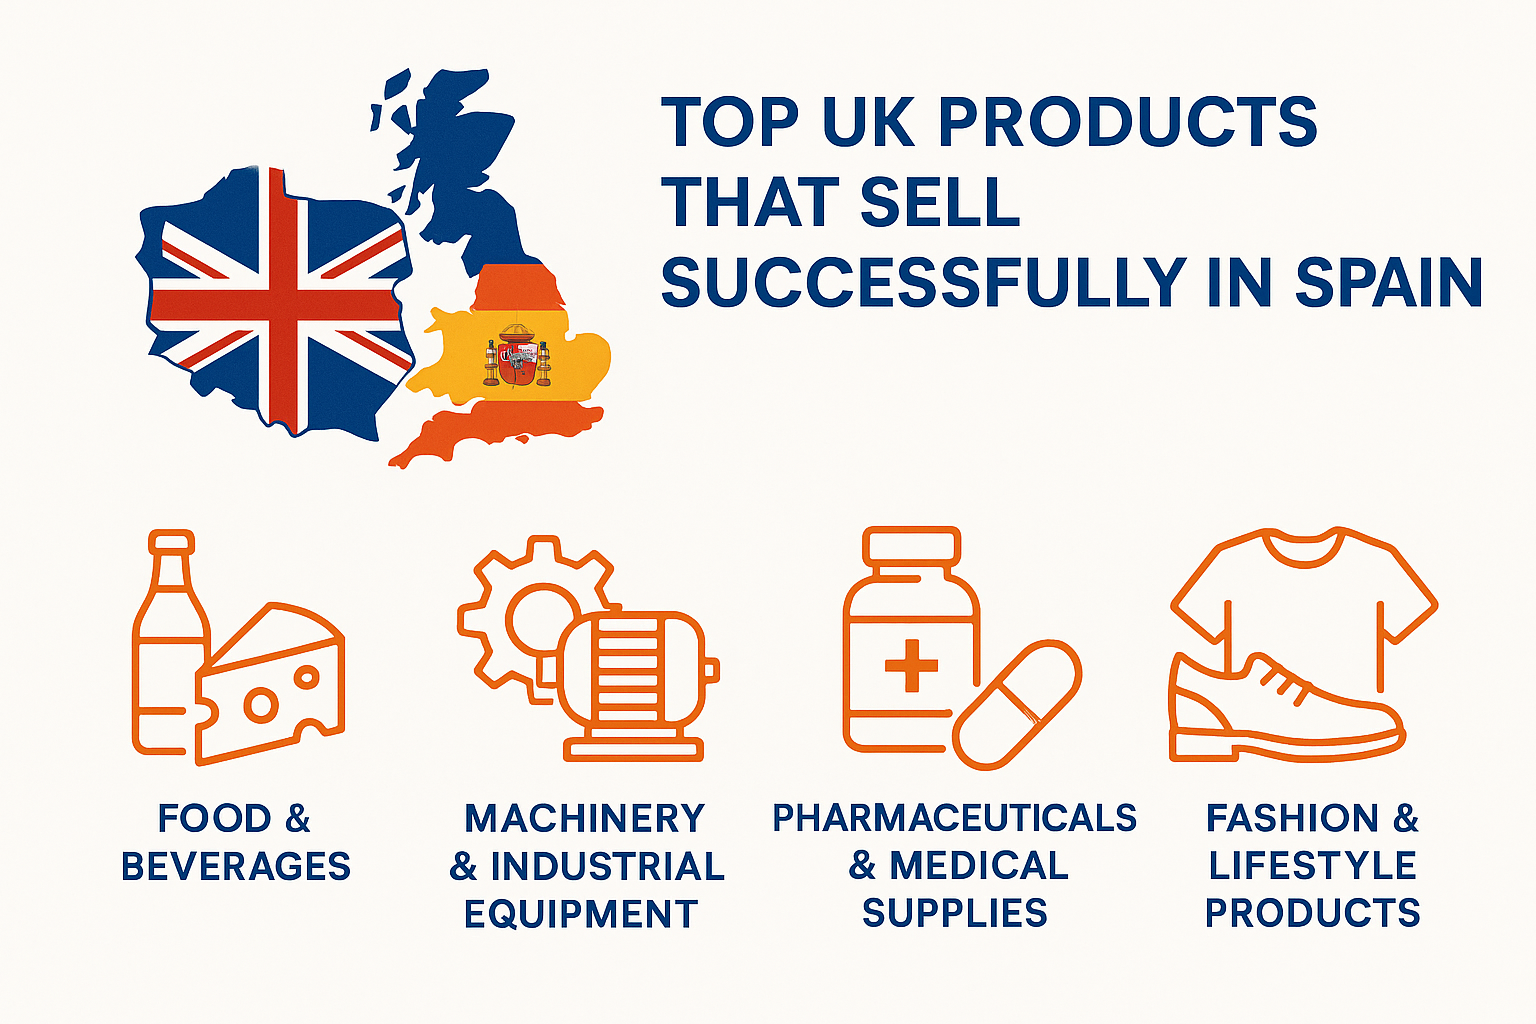 TOP UK PRODUCTS
THAT SELL
SUCCESSFULLY IN SPAIN
FOOD &
BEVERAGES
MACHINERY
& INDUSTRIAL
EQUIPMENT
PHARMACEUTICALS
& MEDICAL
SUPPLIES
FASHION &
LIFESTYLE
PRODUCTS